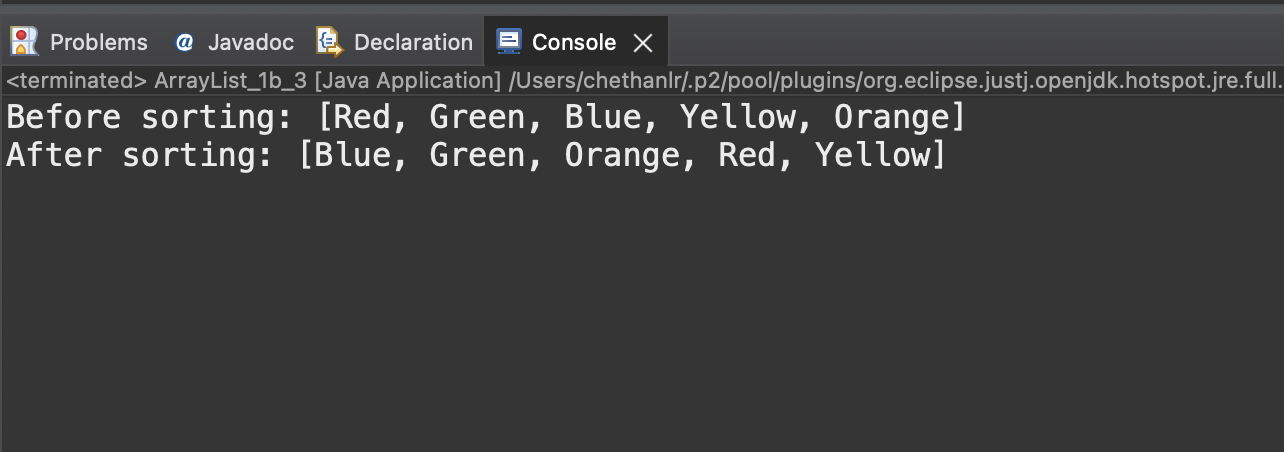 Problems @ Javadoc Declaration Console
<terminated> ArrayList_1b_3 [Java Application] /Users/chethanlr/.p2/pool/plugins/org.eclipse.justj.openjdk.hotspot.jre.full.
Before sorting: [Red, Green, Blue, Yellow, Orange]
After sorting: [Blue, Green, Orange, Red, Yellow]